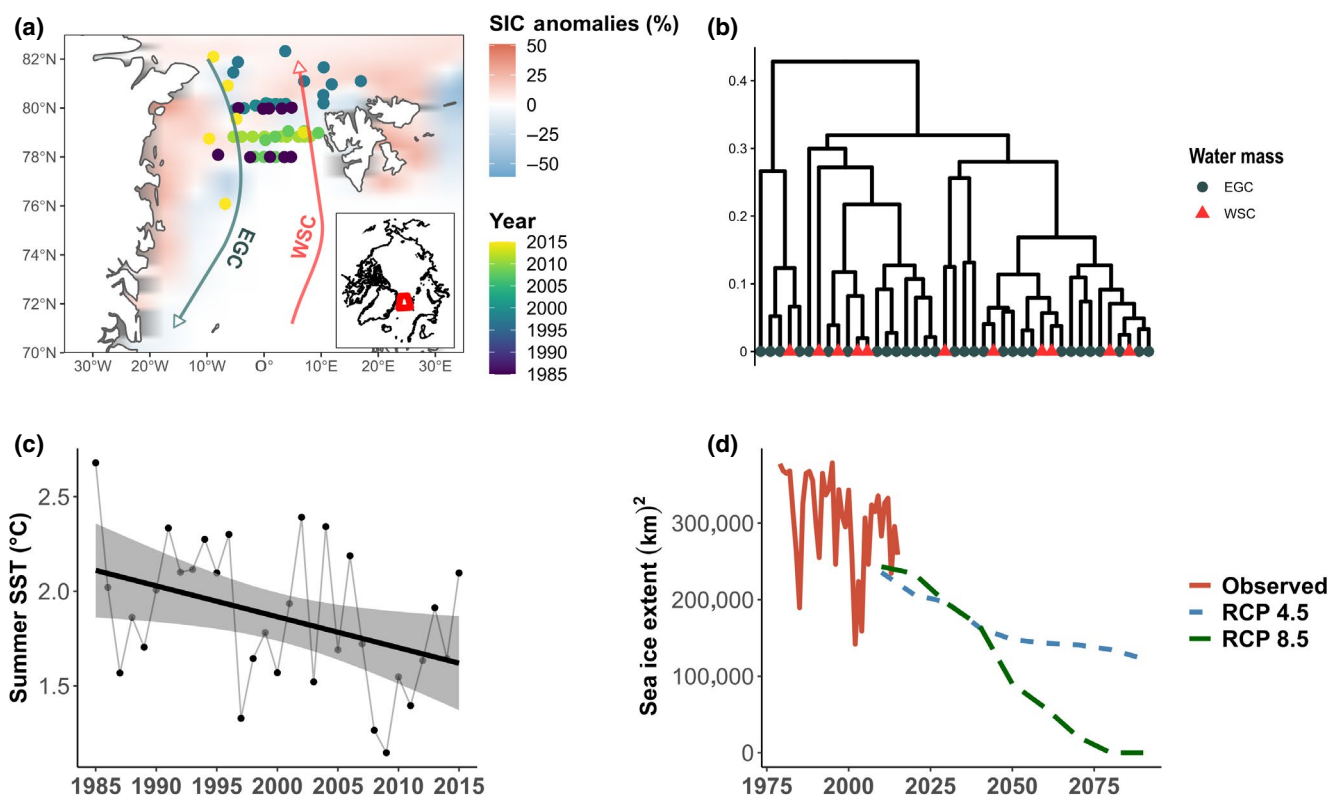 (a)
SIC anomalies (%)
50
25
0
−25
−50
Year
2015
2010
2005
2000
1995
1990
1985
82°N
80°N
78°N
76°N
74°N
72°N
70°N
30°W
20°W
10°W
O°
10°E
20°E
30°E
EGC
WSC
(b)
0.4
0.3
0.2
0.1
0
Water mass
EGC
WSC
(c)
Summer SST (°C)
2.5
2.0
1.5
1985
1990
1995
2000
2005
2010
2015
(d)
Sea ice extent (km)²
300,000
200,000
100,000
0
1975
2000
2025
2050
2075
Observed
RCP 4.5
RCP 8.5